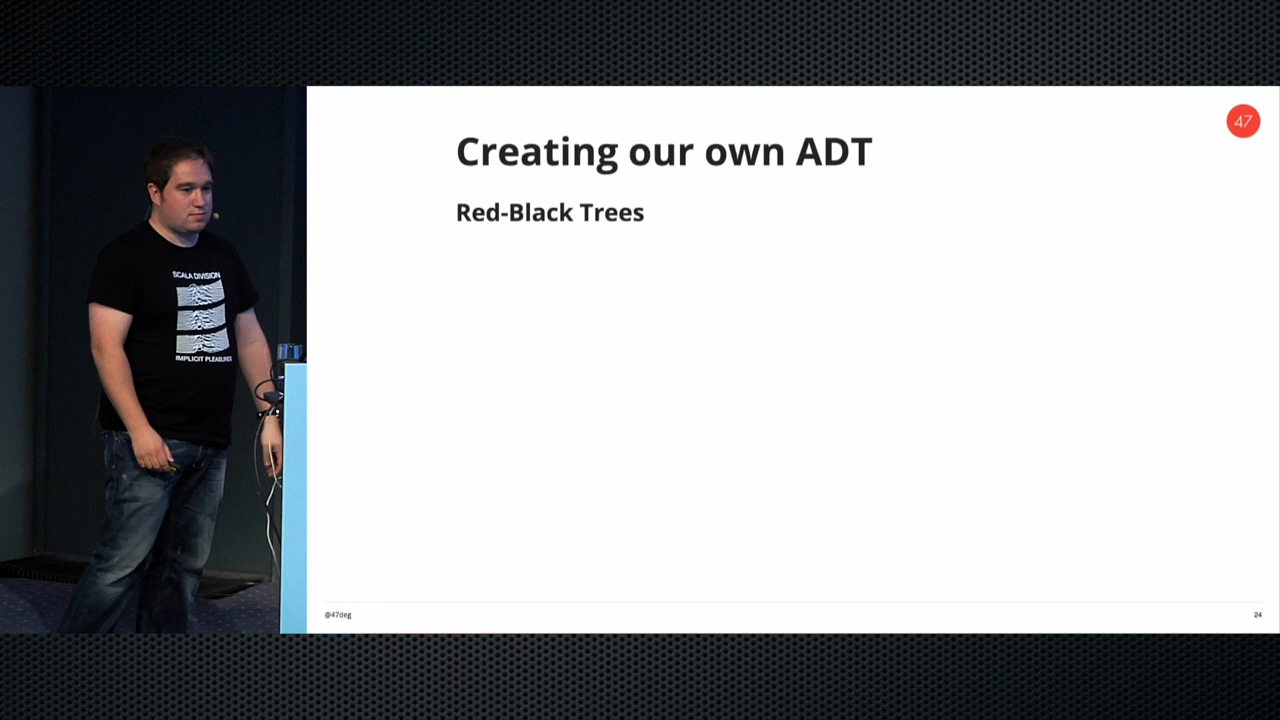 47
Creating our own ADT
Red-Black Trees
SCALA DIVISION
IMPLICIT PLEASURES
@47deg
24